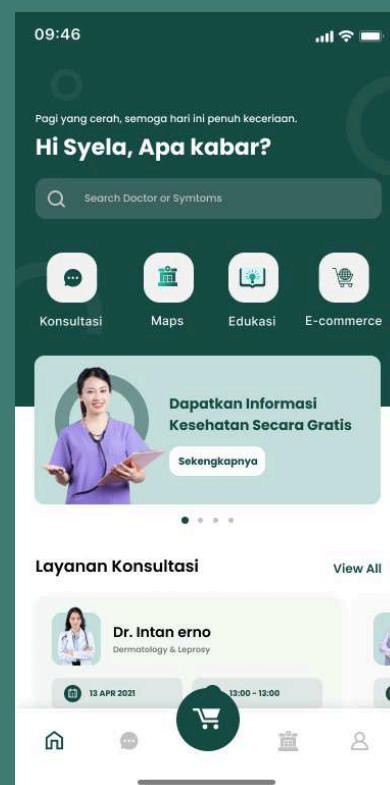 09:46
Pagi yang cerah, semoga hari ini penuh keceriaan.
Hi Syela, Apa kabar?
Search Doctor or Symtoms
Konsultasi Maps Edukasi E-commerce
Dapatkan Informasi
Kesehatan Secara Gratis
Sekengkapnya
Layanan Konsultasi View All
Dr. Intan erno
Dermatology & Leprosy
13 APR 2021 13:00 - 13:00